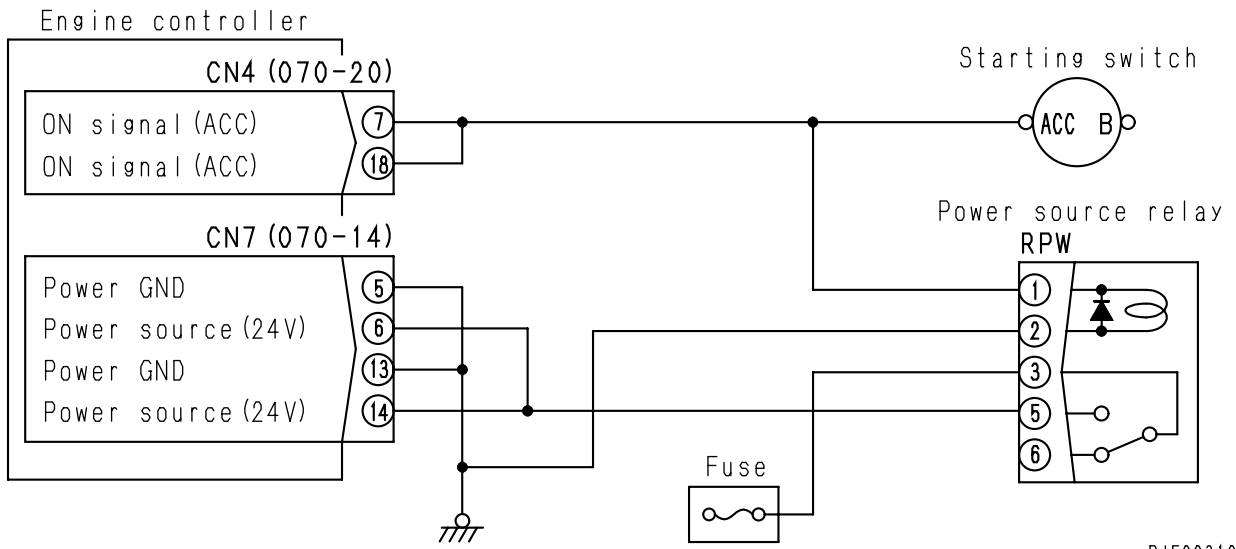 Engine controller
CN4 (070-20)
ON signal (ACC) 7
ON signal (ACC) 18
Starting switch
ACC B
CN7 (070-14)
Power GND 5
Power source (24V) 6
Power GND 13
Power source (24V) 14
Power source relay
RPW
1
2
3
5
6
Fuse